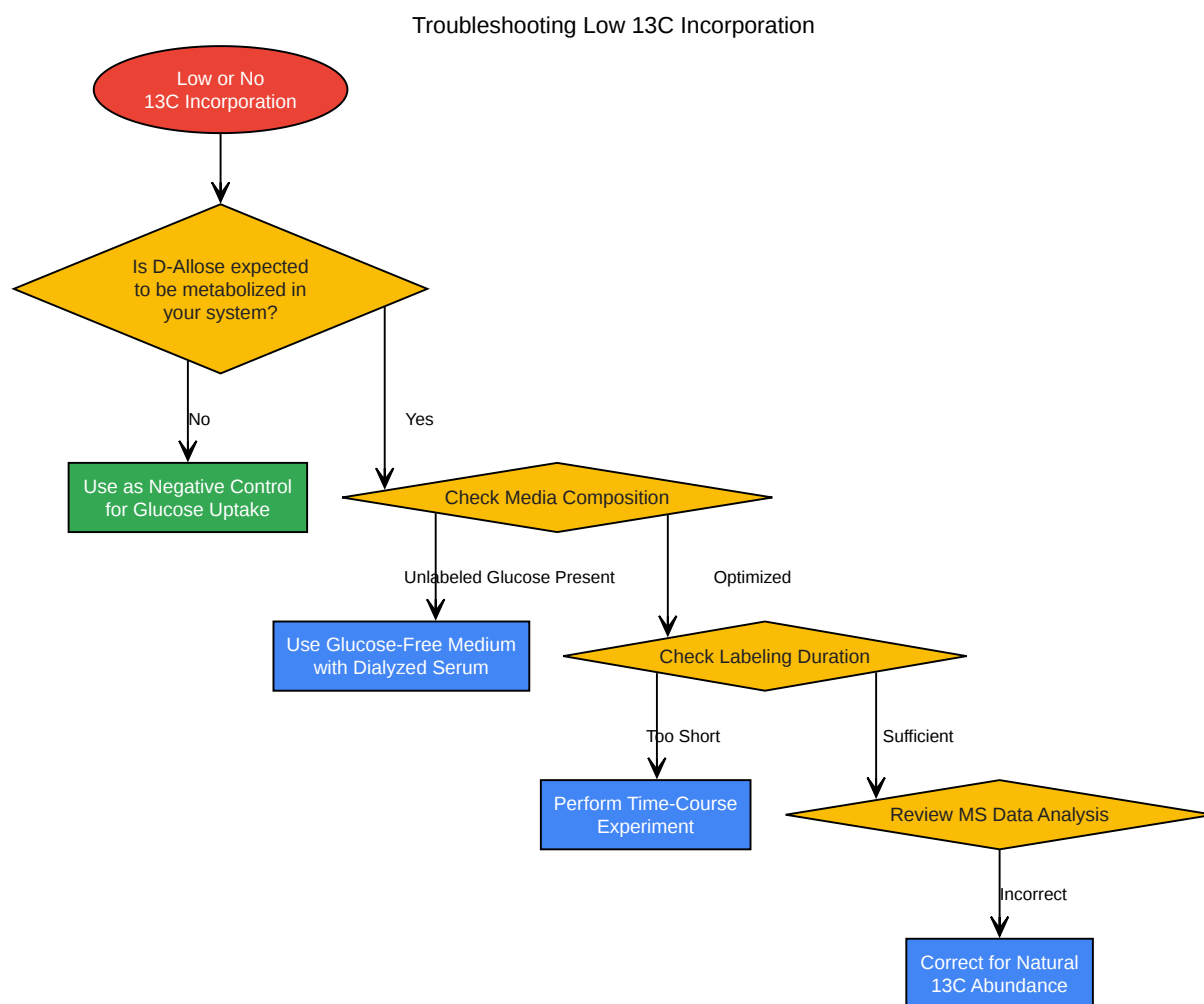 Troubleshooting Low 13C Incorporation
Low or No
13C Incorporation
Is D-Allose expected
to be metabolized in
your system?
No
Yes
Use as Negative Control
for Glucose Uptake
Check Media Composition
Unlabeled Glucose Present
Optimized
Use Glucose-Free Medium
with Dialyzed Serum
Check Labeling Duration
Too Short
Sufficient
Perform Time-Course
Experiment
Review MS Data Analysis
Incorrect
Correct for Natural
13C Abundance